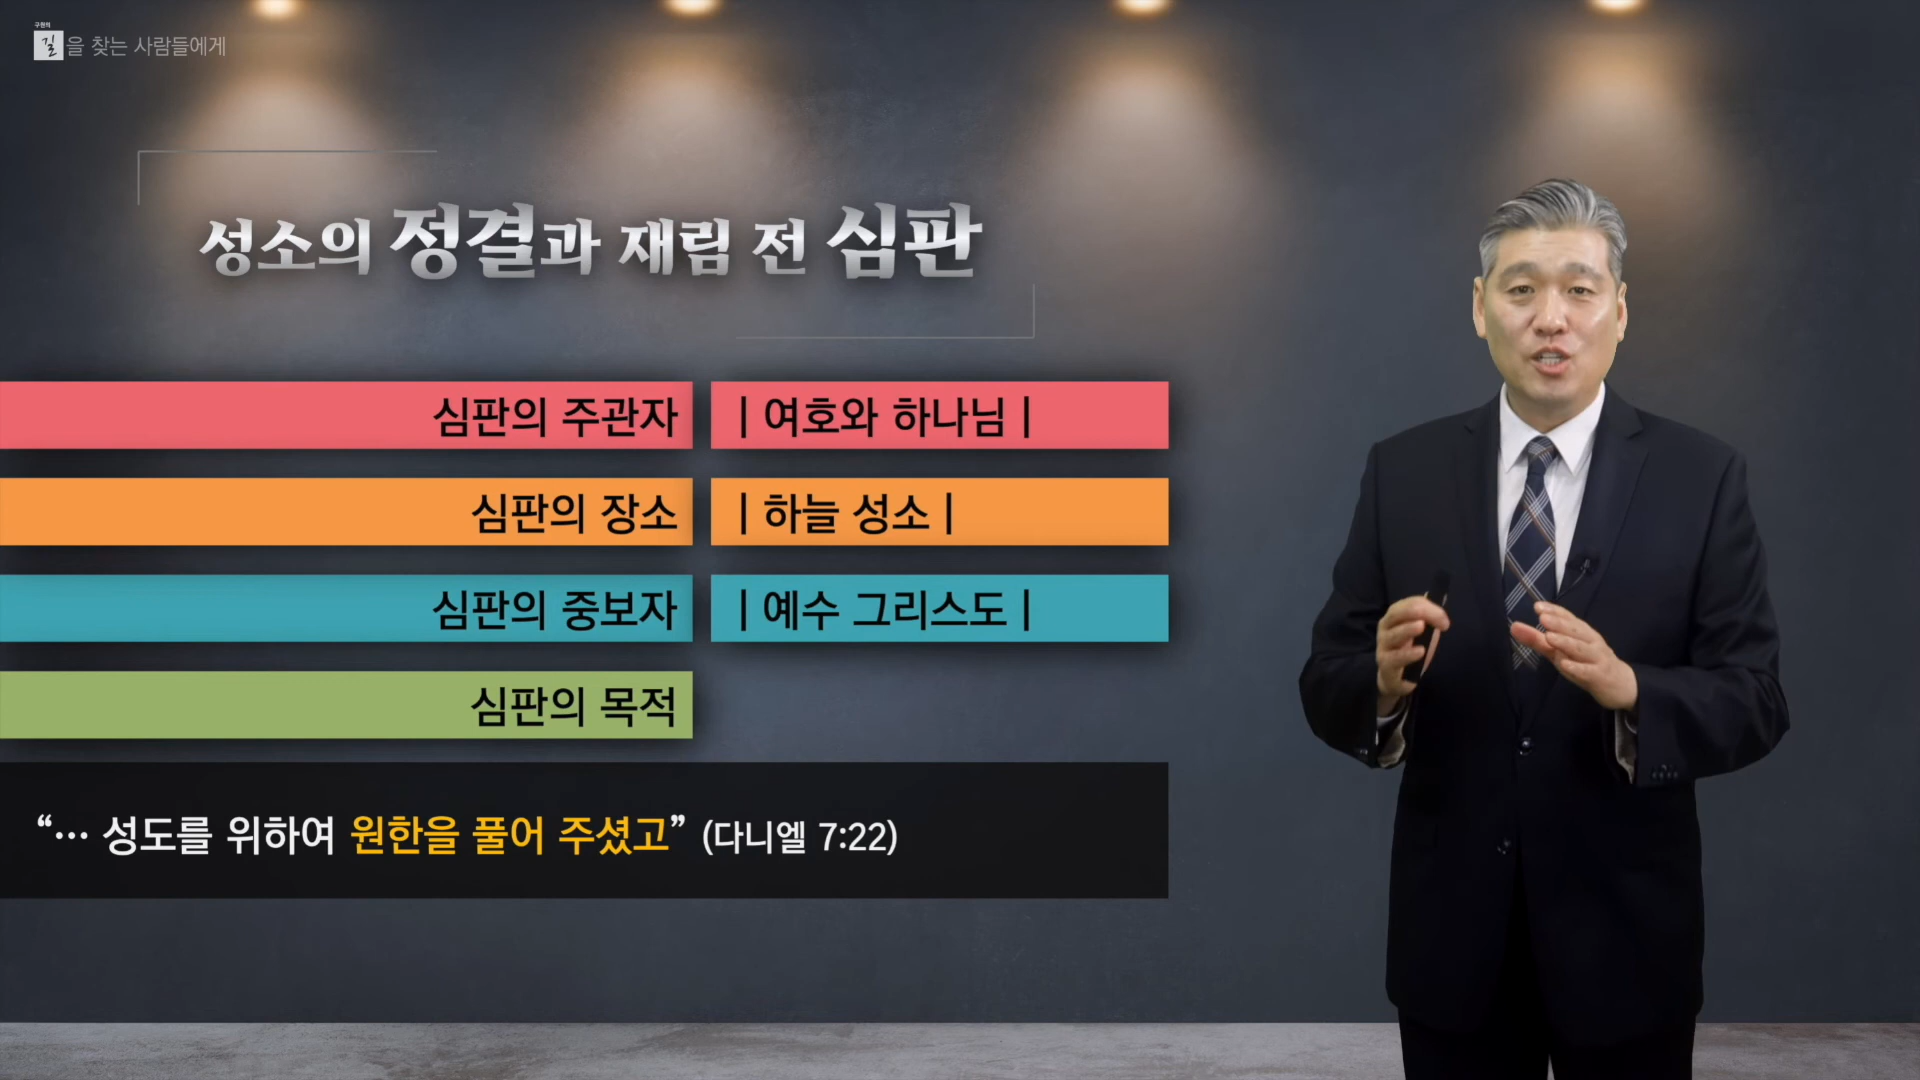 구원의
길을 찾는 사람들에게
성소의 정결과 재림 전 심판
심판의 주관자 | 여호와 하나님 |
심판의 장소 | 하늘 성소 |
심판의 중보자 | 예수 그리스도 |
심판의 목적
“… 성도를 위하여 원한을 풀어 주셨고” (다니엘 7:22)